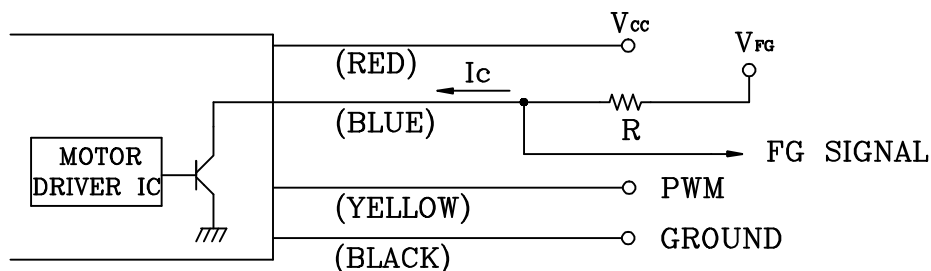 Vcc
VFG
(RED)
Ic
(BLUE)
R
MOTOR
DRIVER IC
FG SIGNAL
PWM
(YELLOW)
GROUND
(BLACK)